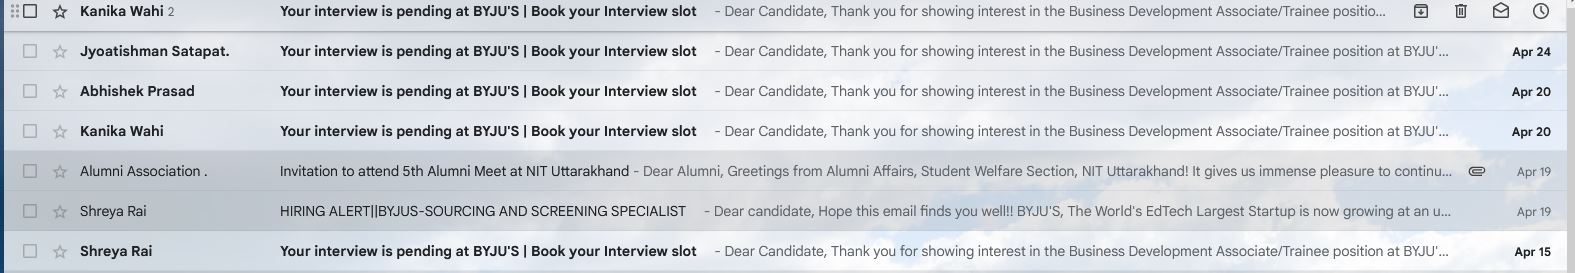 Kanika Wahi 2 Your interview is pending at BYJU'S | Book your Interview slot - Dear Candidate, Thank you for showing interest in the Business Development Associate/Trainee positio...
Jyoatishman Satapat. Your interview is pending at BYJU'S | Book your Interview slot - Dear Candidate, Thank you for showing interest in the Business Development Associate/Trainee position at BYJU'... Apr 24
Abhishek Prasad Your interview is pending at BYJU'S | Book your Interview slot - Dear Candidate, Thank you for showing interest in the Business Development Associate/Trainee position at BYJU'... Apr 20
Kanika Wahi Your interview is pending at BYJU'S | Book your Interview slot - Dear Candidate, Thank you for showing interest in the Business Development Associate/Trainee position at BYJU'... Apr 20
Alumni Association . Invitation to attend 5th Alumni Meet at NIT Uttarakhand - Dear Alumni, Greetings from Alumni Affairs, Student Welfare Section, NIT Uttarakhand! It gives us immense pleasure to continu... Apr 19
Shreya Rai HIRING ALERT||BYJUS-SOURCING AND SCREENING SPECIALIST - Dear candidate, Hope this email finds you well!! BYJU'S, The World's EdTech Largest Startup is now growing at an u... Apr 19
Shreya Rai Your interview is pending at BYJU'S | Book your Interview slot - Dear Candidate, Thank you for showing interest in the Business Development Associate/Trainee position at BYJU'... Apr 15